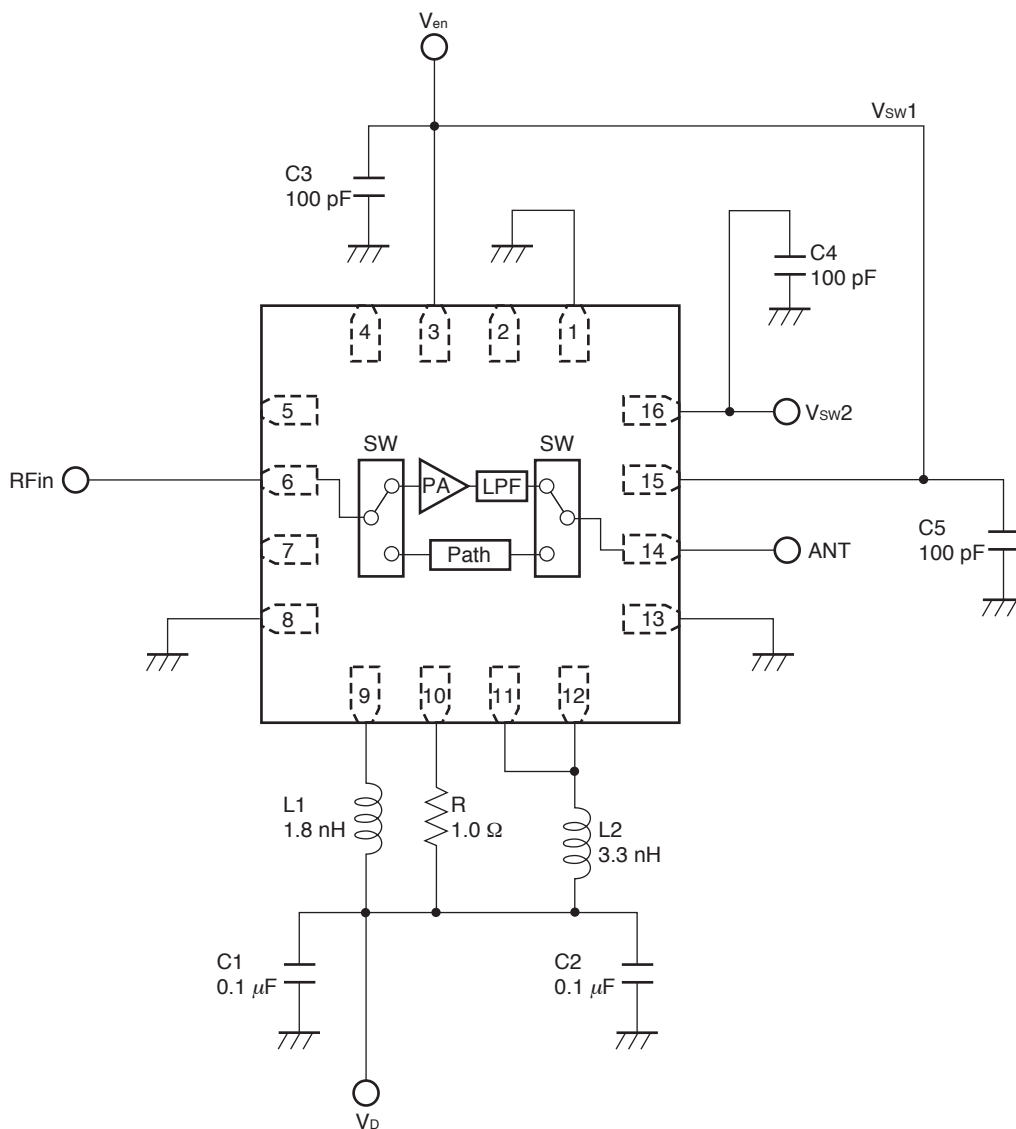 Ven
VSW1
C3
100 pF
C4
100 pF
4
3
2
1
5
16
VSW2
SW
SW
RFin
6
PA
LPF
15
7
Path
14
ANT
C5
100 pF
8
13
9
10
11
12
L1
1.8 nH
R
1.0 Ω
L2
3.3 nH
C1
0.1 µF
C2
0.1 µF
VD